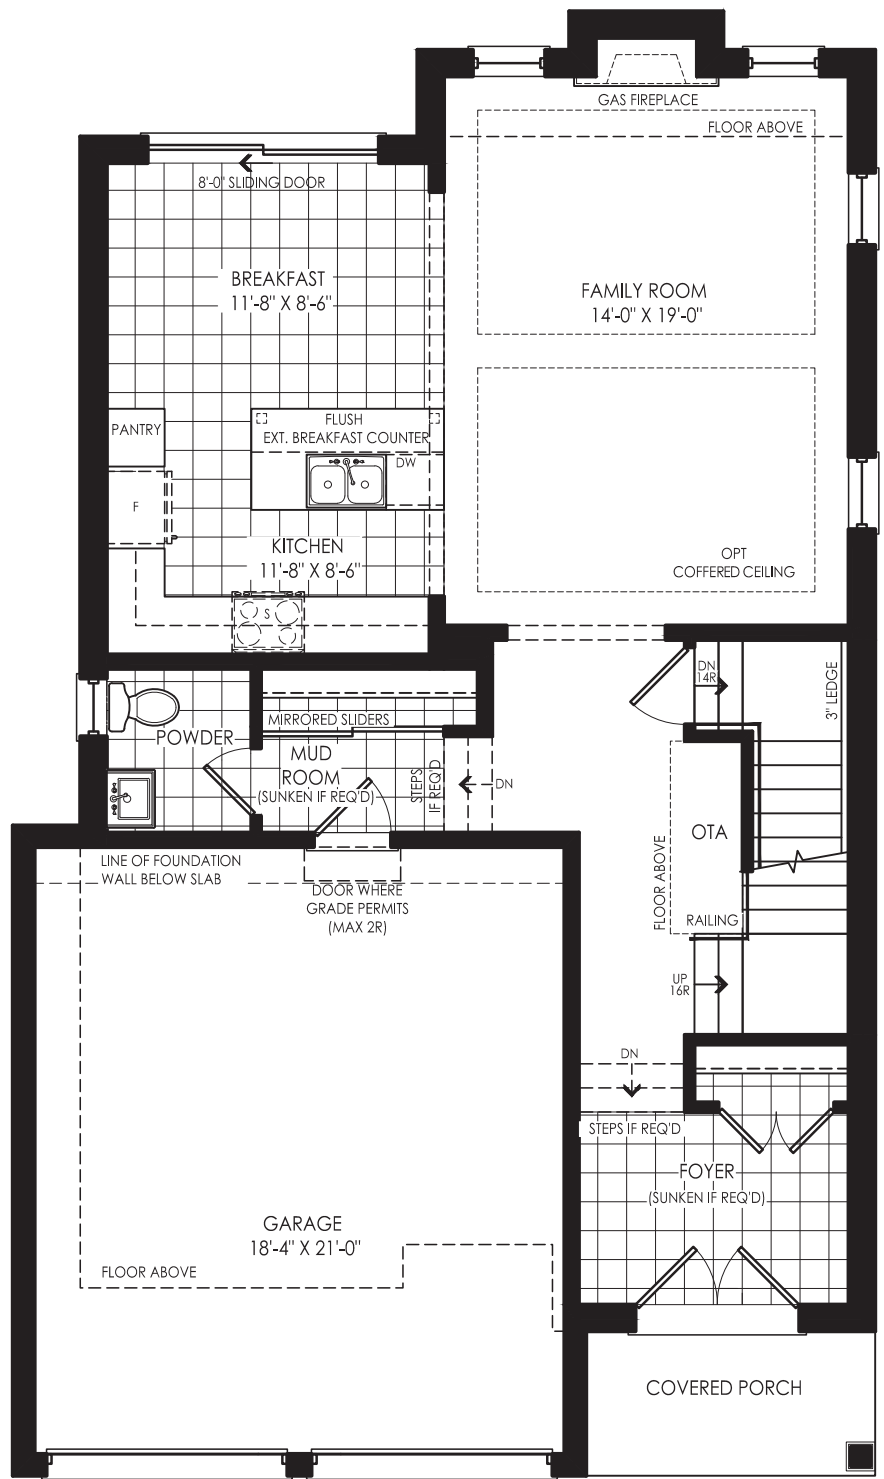 GAS FIREPLACE
FLOOR ABOVE
8'-0" SLIDING DOOR
BREAKFAST
11'-8" X 8'-6"
FAMILY ROOM
14'-0" X 19'-0"
PANTRY
FLUSH
EXT. BREAKFAST COUNTER
DW
F
KITCHEN
11'-8" X 8'-6"
OPT
COFFERED CEILING
S
DN
14R
3" LEDGE
MIRRORED SLIDERS
POWDER
MUD
ROOM
(SUNKEN IF REQ'D)
STEPS
IF REQ'D
DN
OTA
FLOOR ABOVE
RAILING
LINE OF FOUNDATION
WALL BELOW SLAB
DOOR WHERE
GRADE PERMITS
(MAX 2R)
UP
16R
DN
STEPS IF REQ'D
FOYER
(SUNKEN IF REQ'D)
GARAGE
18'-4" X 21'-0"
FLOOR ABOVE
COVERED PORCH